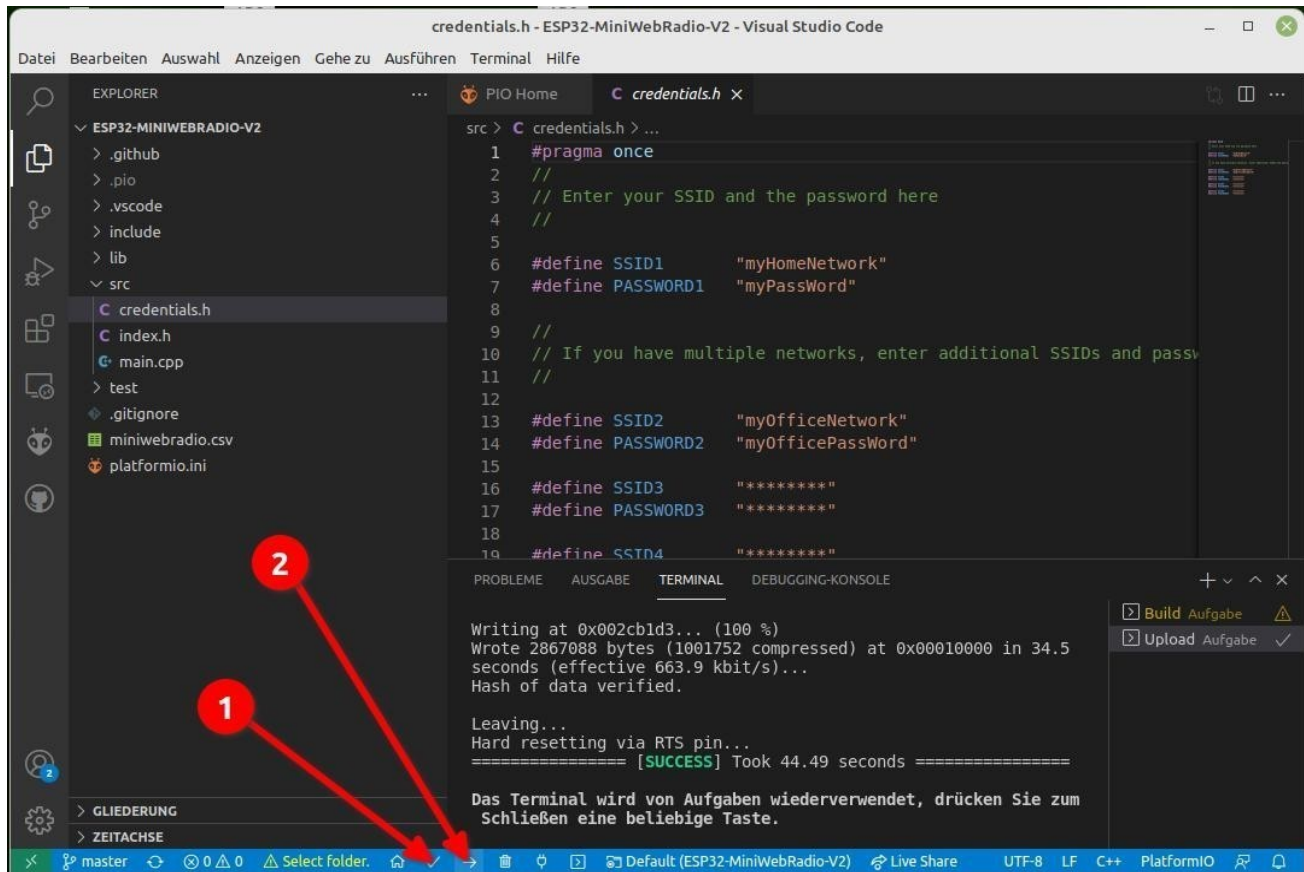 credentials.h - ESP32-MiniWebRadio-V2 - Visual Studio Code
Datei Bearbeiten Auswahl Anzeigen Gehe zu Ausführen Terminal Hilfe
EXPLORER
ESP32-MINIWEBRADIO-V2
.github
.pio
.vscode
include
lib
src
C credentials.h
C index.h
main.cpp
test
.gitignore
miniwebradio.csv
platformio.ini
GLIEDERUNG
ZEITACHSE
PIO Home C credentials.h
src > C credentials.h > ...
1 #pragma once
2 //
3 // Enter your SSID and the password here
4 //
5
6 #define SSID1 "myHomeNetwork"
7 #define PASSWORD1 "myPassWord"
8
9 //
10 // If you have multiple networks, enter additional SSIDs and passw
11 //
12
13 #define SSID2 "myOfficeNetwork"
14 #define PASSWORD2 "myOfficePassWord"
15
16 #define SSID3 "********"
17 #define PASSWORD3 "********"
18
19 #define SSID4 "********"
2
1
PROBLEME AUSGABE TERMINAL DEBUGGING-KONSOLE
Writing at 0x002cb1d3... (100 %)
Wrote 2867088 bytes (1001752 compressed) at 0x00010000 in 34.5
seconds (effective 663.9 kbit/s)...
Hash of data verified.
Leaving...
Hard resetting via RTS pin...
================ [SUCCESS] Took 44.49 seconds ================
Das Terminal wird von Aufgaben wiederverwendet, drücken Sie zum
Schließen eine beliebige Taste.
Build Aufgabe
Upload Aufgabe
2
master 0 0 Select folder. Default (ESP32-MiniWebRadio-V2) Live Share UTF-8 LF C++ PlatformIO